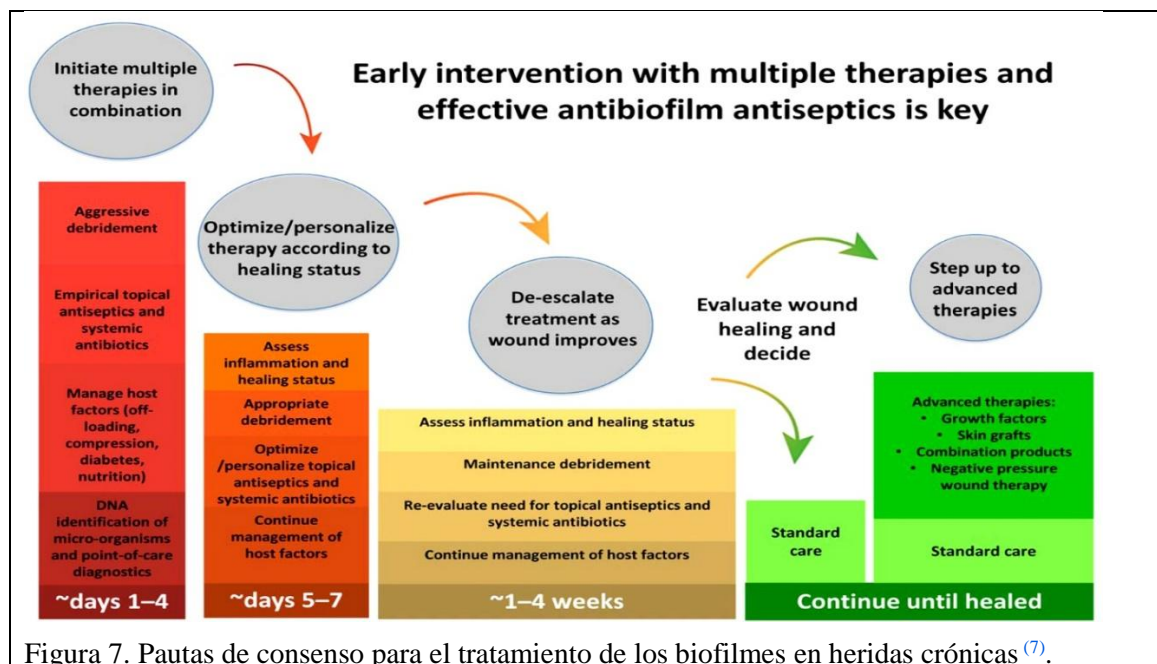 Initiate multiple
therapies in
combination
Early intervention with multiple therapies and
effective antibiofilm antiseptics is key
Aggressive
debridement
Empirical topical
antiseptics and
systemic
antibiotics
Manage host
factors (off-
loading,
compression,
diabetes,
nutrition)
DNA
identification of
micro-organisms
and point-of-care
diagnostics
~days 1–4
Optimize/personalize
therapy according to
healing status
Assess
inflammation and
healing status
Appropriate
debridement
Optimize
/personalize topical
antiseptics and
systemic antibiotics
Continue
management of
host factors
~days 5–7
De-escalate
treatment as
wound improves
Assess inflammation and healing status
Maintenance debridement
Re-evaluate need for topical antiseptics and
systemic antibiotics
Continue management of host factors
~1–4 weeks
Evaluate wound
healing and
decide
Step up to
advanced
therapies
Standard
care
Advanced therapies:
• Growth factors
• Skin grafts
• Combination products
• Negative pressure
wound therapy
Standard care
Continue until healed
Figura 7. Pautas de consenso para el tratamiento de los biofilmes en heridas crónicas (7).